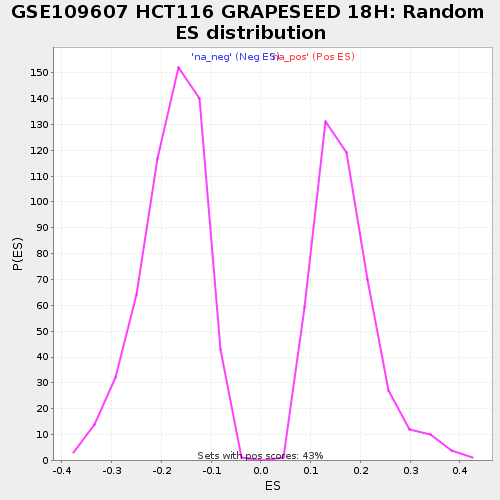 GSE109607 HCT116 GRAPESEED 18H: Random
ES distribution
'na_neg' (Neg ES) 'na_pos' (Pos ES)
P(ES)
150
140
130
120
110
100
90
80
70
60
50
40
30
20
10
0
Sets with pos scores: 43%
-0.4 -0.3 -0.2 -0.1 0.0 0.1 0.2 0.3 0.4
ES